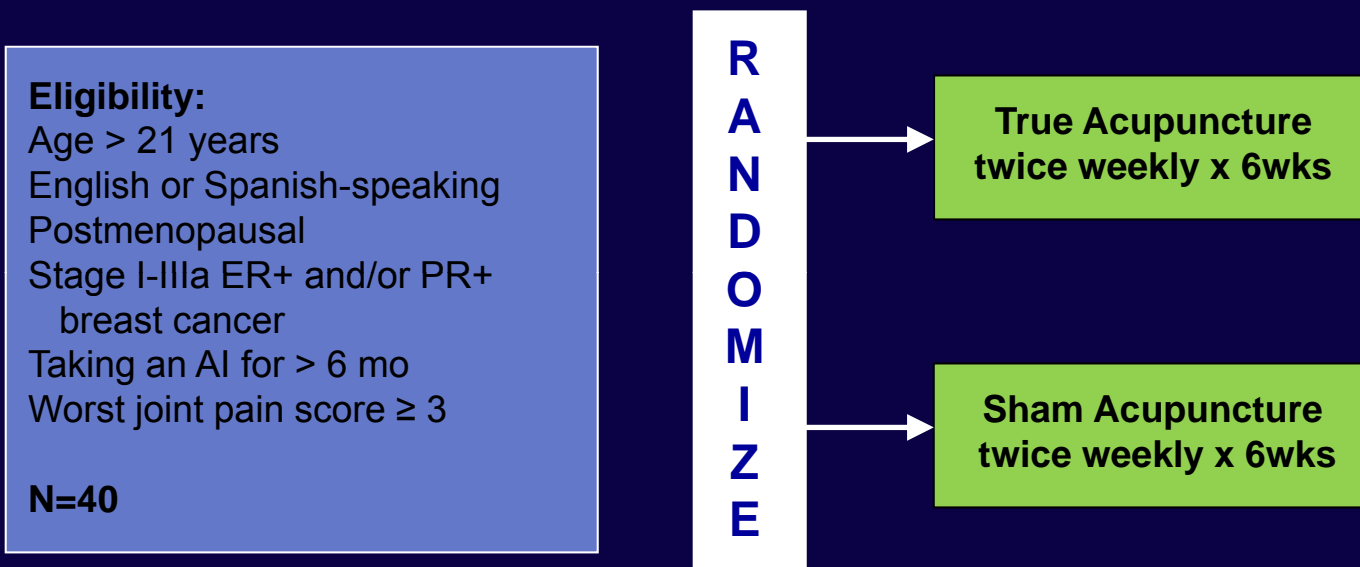 Eligibility:
Age > 21 years
English or Spanish-speaking
Postmenopausal
Stage I-IIIa ER+ and/or PR+
breast cancer
Taking an AI for > 6 mo
Worst joint pain score ≥ 3
N=40
R
A
N
D
O
M
I
Z
E
True Acupuncture
twice weekly x 6wks
Sham Acupuncture
twice weekly x 6wks